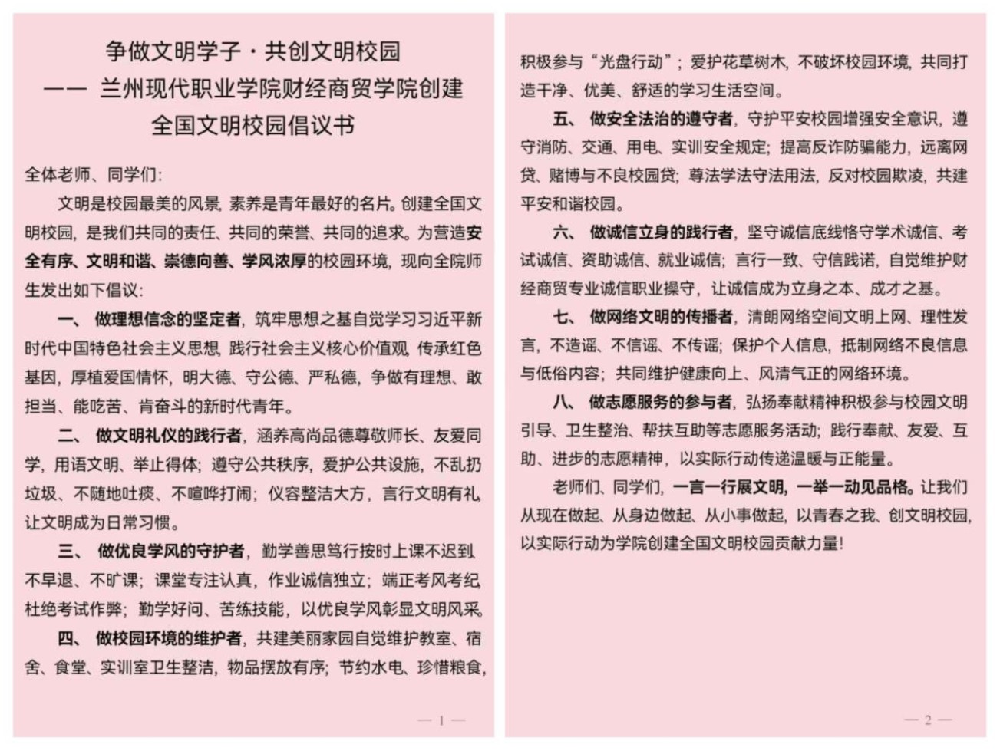 争做文明学子·共创文明校园
—— 兰州现代职业学院财经商贸学院创建
全国文明校园倡议书
全体老师、同学们：
文明是校园最美的风景，素养是青年最好的名片。创建全国文
明校园，是我们共同的责任、共同的荣誉、共同的追求。为营造安
全有序、文明和谐、崇德向善、学风浓厚的校园环境，现向全院师
生发出如下倡议：
一、 做理想信念的坚定者，筑牢思想之基自觉学习习近平新
时代中国特色社会主义思想，践行社会主义核心价值观，传承红色
基因，厚植爱国情怀，明大德、守公德、严私德，争做有理想、敢
担当、能吃苦、肯奋斗的新时代青年。
二、 做文明礼仪的践行者，涵养高尚品德尊敬师长、友爱同
学，用语文明、举止得体；遵守公共秩序，爱护公共设施，不乱扔
垃圾、不随地吐痰、不喧哗打闹；仪容整洁大方，言行文明有礼，
让文明成为日常习惯。
三、 做优良学风的守护者，勤学善思笃行按时上课不迟到、
不早退、不旷课；课堂专注认真，作业诚信独立；端正考风考纪，
杜绝考试作弊；勤学好问、苦练技能，以优良学风彰显文明风采。
四、 做校园环境的维护者，共建美丽家园自觉维护教室、宿
舍、食堂、实训室卫生整洁，物品摆放有序；节约水电、珍惜粮食，
— 1 —
积极参与“光盘行动”；爱护花草树木，不破坏校园环境，共同打
造干净、优美、舒适的学习生活空间。
五、 做安全法治的遵守者，守护平安校园增强安全意识，遵
守消防、交通、用电、实训安全规定；提高反诈防骗能力，远离网
贷、赌博与不良校园贷；尊法学法守法用法，反对校园欺凌，共建
平安和谐校园。
六、 做诚信立身的践行者，坚守诚信底线恪守学术诚信、考
试诚信、资助诚信、就业诚信；言行一致、守信践诺，自觉维护财
经商贸专业诚信职业操守，让诚信成为立身之本、成才之基。
七、 做网络文明的传播者，清朗网络空间文明上网、理性发
言，不造谣、不信谣、不传谣；保护个人信息，抵制网络不良信息
与低俗内容；共同维护健康向上、风清气正的网络环境。
八、 做志愿服务的参与者，弘扬奉献精神积极参与校园文明
引导、卫生整治、帮扶互助等志愿服务活动；践行奉献、友爱、互
助、进步的志愿精神，以实际行动传递温暖与正能量。
老师们、同学们，一言一行展文明，一举一动见品格。让我们
从现在做起、从身边做起、从小事做起，以青春之我、创文明校园，
以实际行动为学院创建全国文明校园贡献力量！
— 2 —